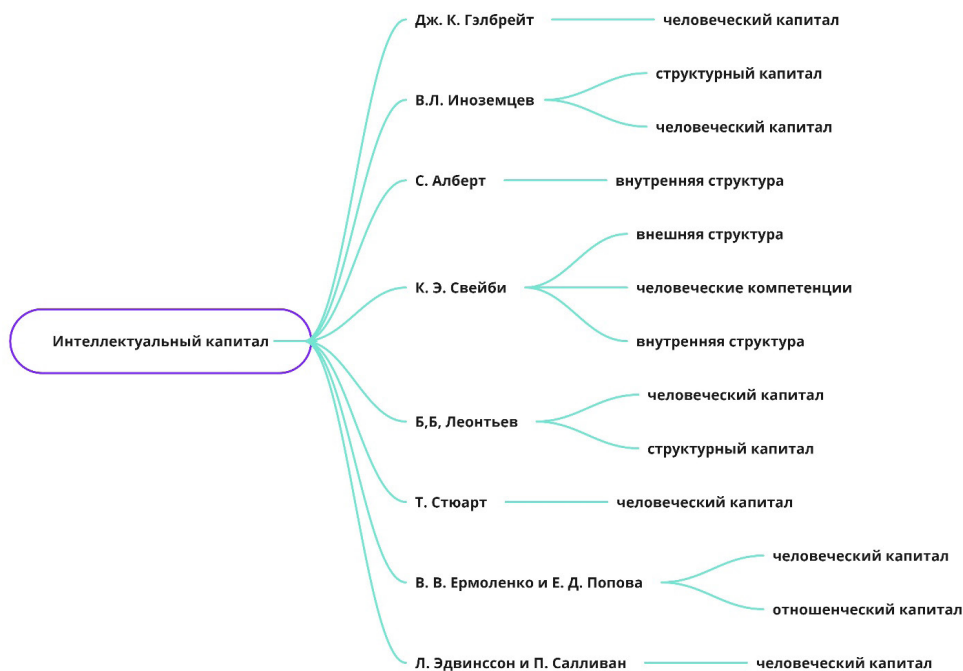 Дж. К. Гэлбрейт
человеческий капитал
В.Л. Иноземцев
структурный капитал
человеческий капитал
С. Алберт
внутренняя структура
К. Э. Свейби
внешняя структура
человеческие компетенции
внутренняя структура
Интеллектуальный капитал
Б,Б, Леонтьев
человеческий капитал
структурный капитал
Т. Стюарт
человеческий капитал
В. В. Ермоленко и Е. Д. Попова
человеческий капитал
отношенческий капитал
Л. Эдвинссон и П. Салливан
человеческий капитал